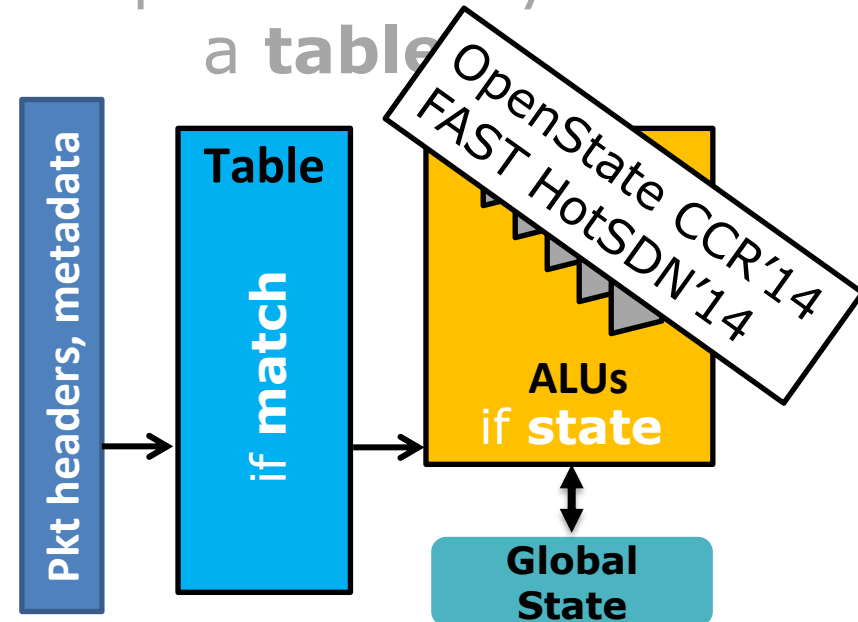 a table
OpenState CCR’14
FAST HotSDN’14
Pkt headers, metadata
Table
if match
ALUs
if state
Global
State